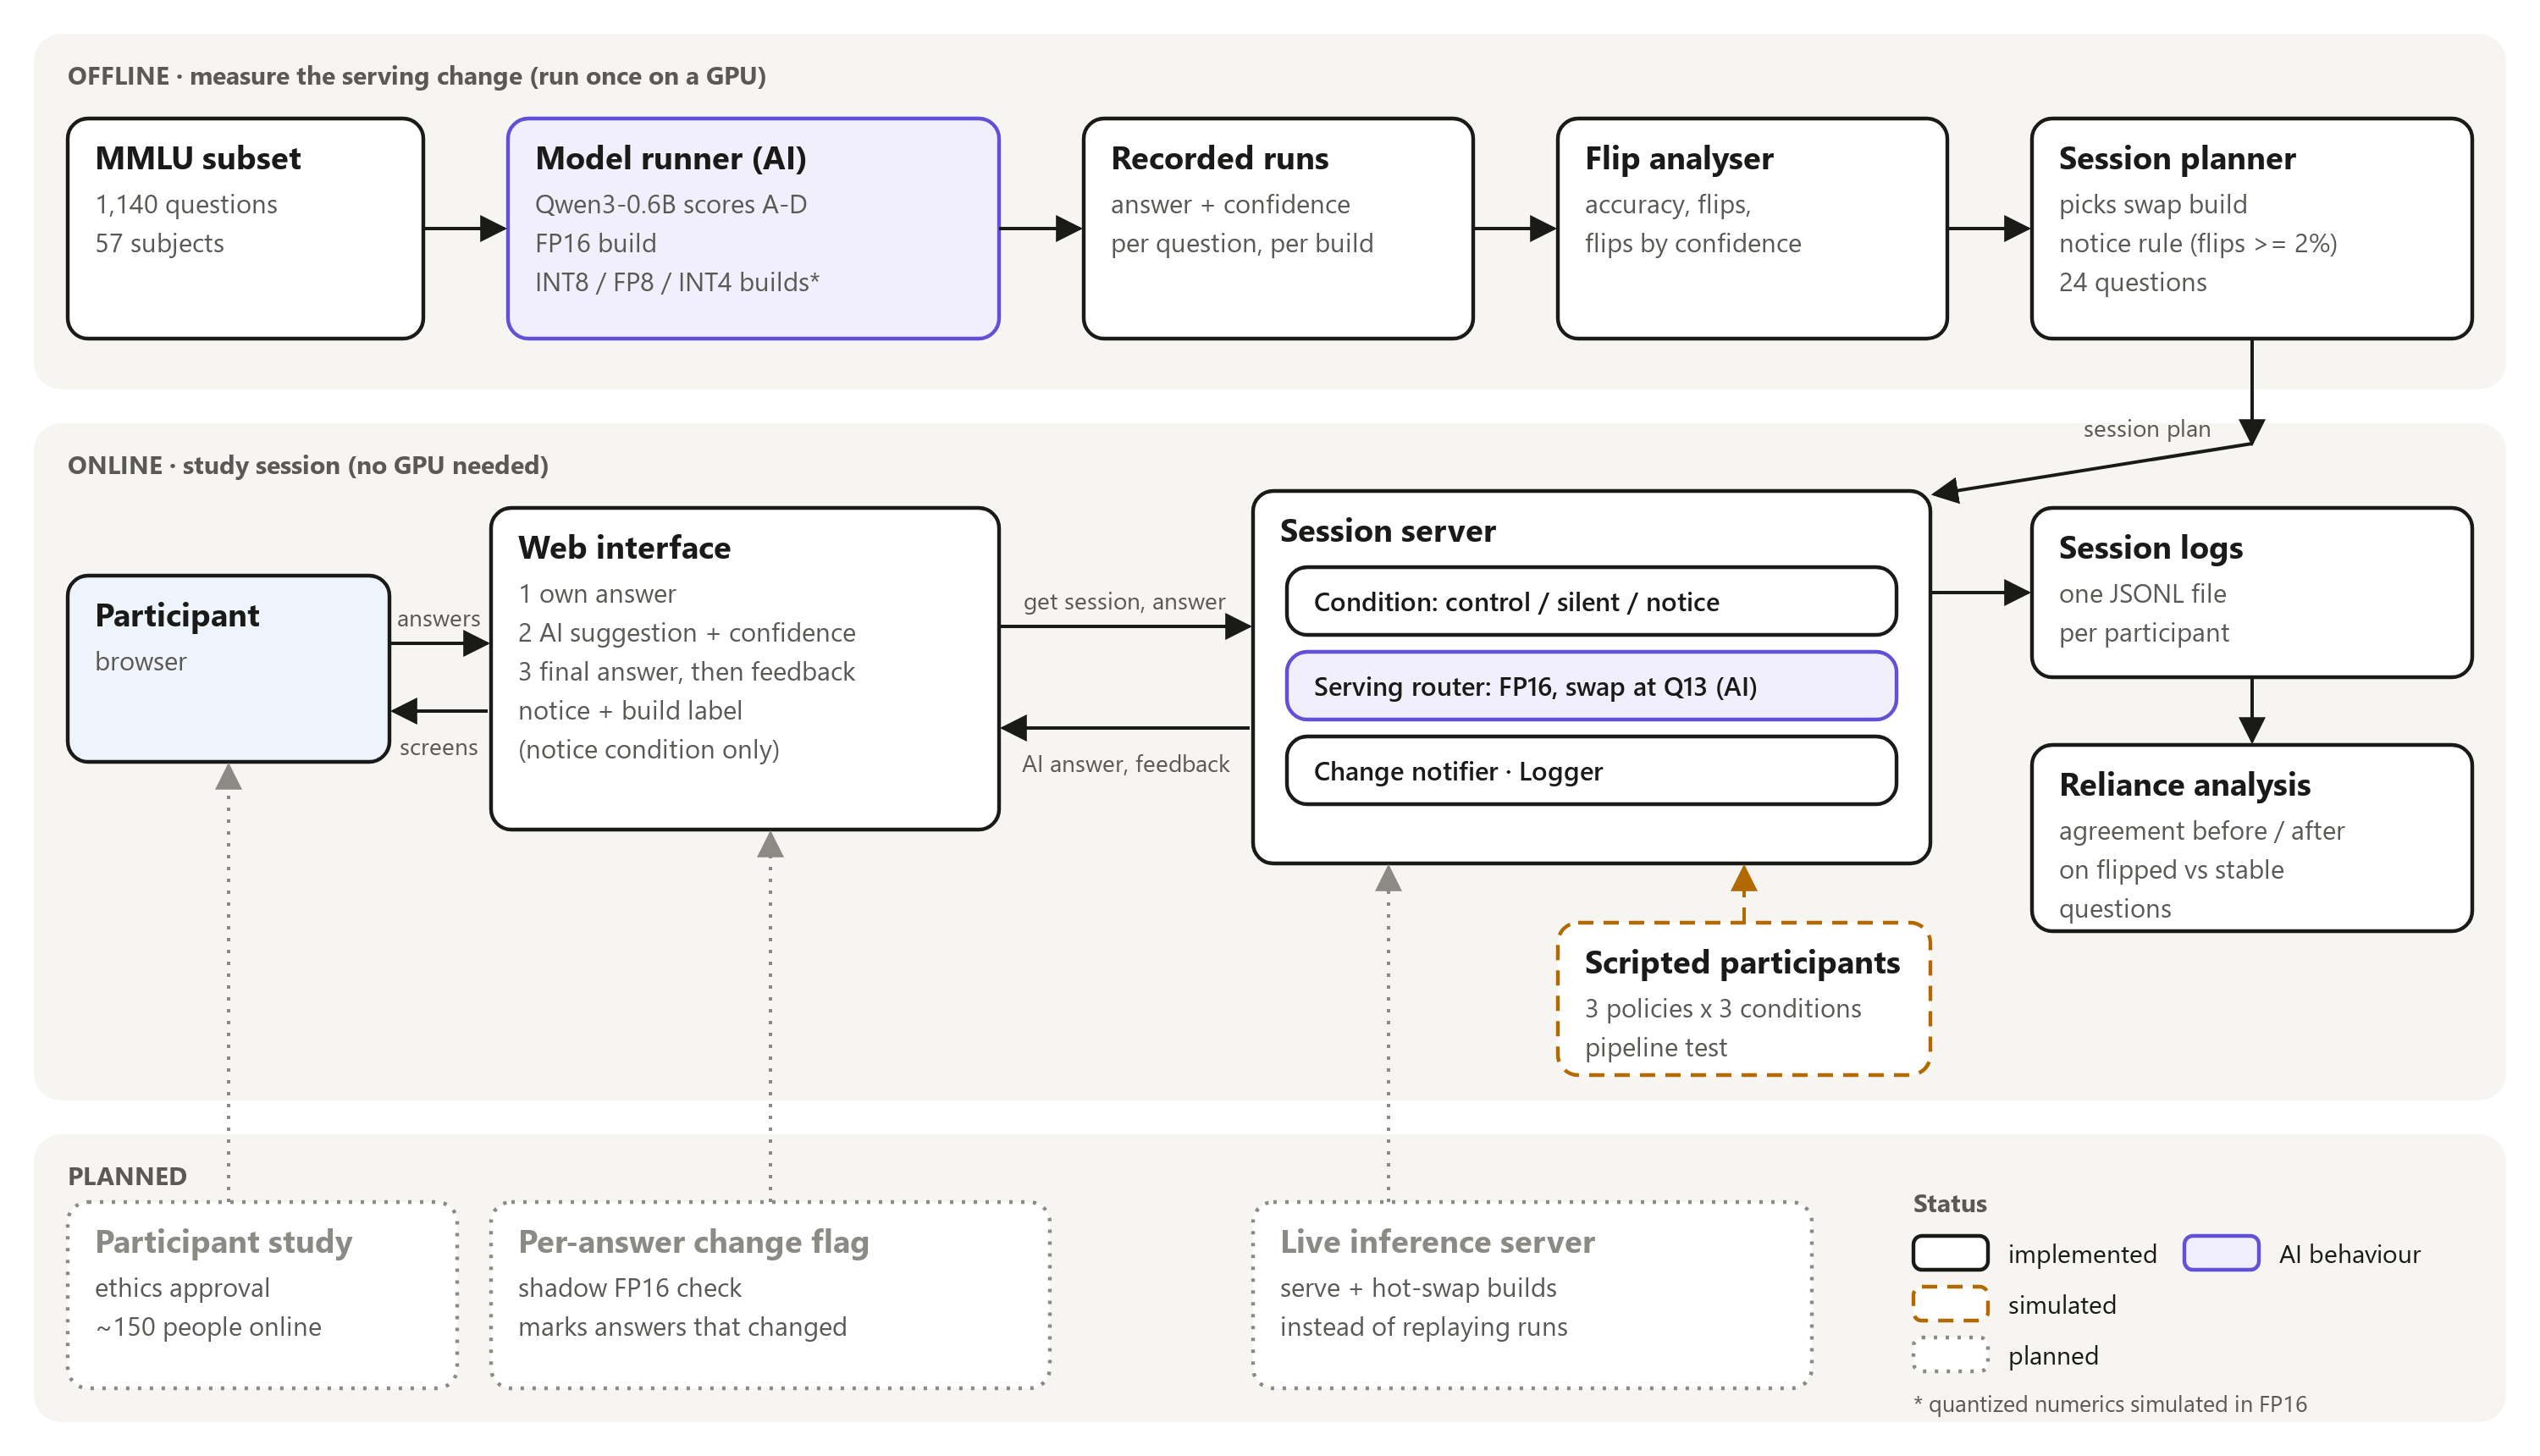 OFFLINE · measure the serving change (run once on a GPU)
MMLU subset
1,140 questions
57 subjects
Model runner (AI)
Qwen3-0.6B scores A-D
FP16 build
INT8 / FP8 / INT4 builds*
Recorded runs
answer + confidence
per question, per build
Flip analyser
accuracy, flips,
flips by confidence
Session planner
picks swap build
notice rule (flips >= 2%)
24 questions
session plan
ONLINE · study session (no GPU needed)
Participant
browser
answers
screens
Web interface
1 own answer
2 AI suggestion + confidence
3 final answer, then feedback
notice + build label
(notice condition only)
get session, answer
AI answer, feedback
Session server
Condition: control / silent / notice
Serving router: FP16, swap at Q13 (AI)
Change notifier · Logger
Session logs
one JSONL file
per participant
Reliance analysis
agreement before / after
on flipped vs stable
questions
Scripted participants
3 policies x 3 conditions
pipeline test
PLANNED
Participant study
ethics approval
~150 people online
Per-answer change flag
shadow FP16 check
marks answers that changed
Live inference server
serve + hot-swap builds
instead of replaying runs
Status
implemented
AI behaviour
simulated
planned
* quantized numerics simulated in FP16